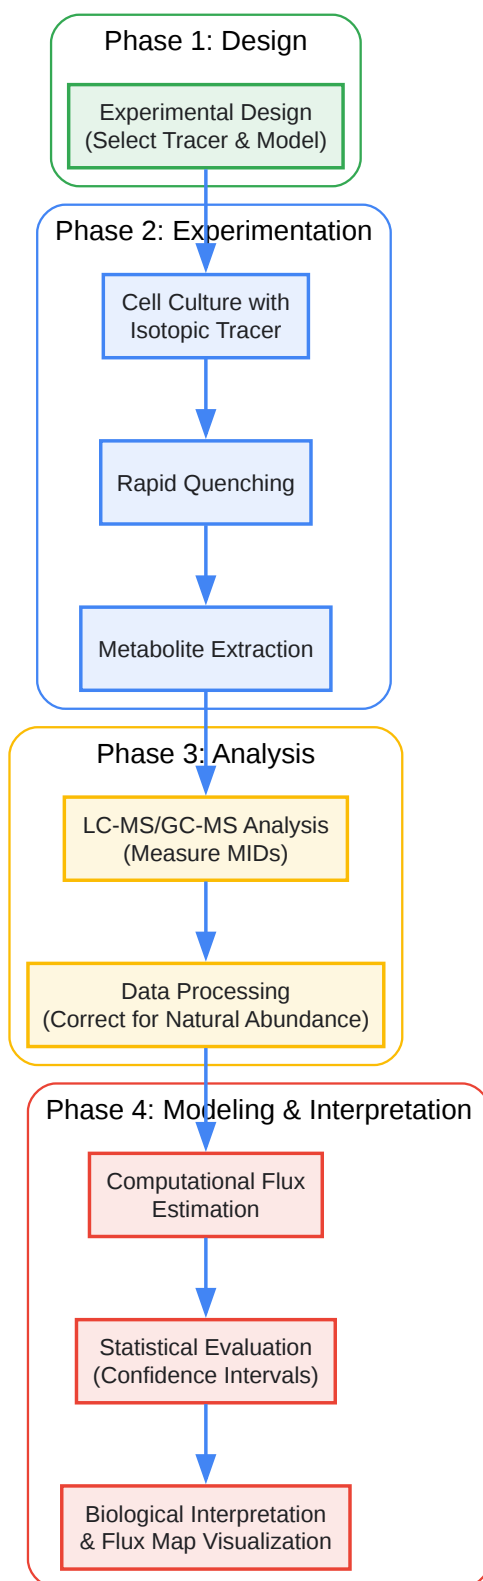 Phase 1: Design
Experimental Design
(Select Tracer & Model)
Phase 2: Experimentation
Cell Culture with
Isotopic Tracer
Rapid Quenching
Metabolite Extraction
Phase 3: Analysis
LC-MS/GC-MS Analysis
(Measure MIDs)
Data Processing
(Correct for Natural Abundance)
Phase 4: Modeling & Interpretation
Computational Flux
Estimation
Statistical Evaluation
(Confidence Intervals)
Biological Interpretation
& Flux Map Visualization